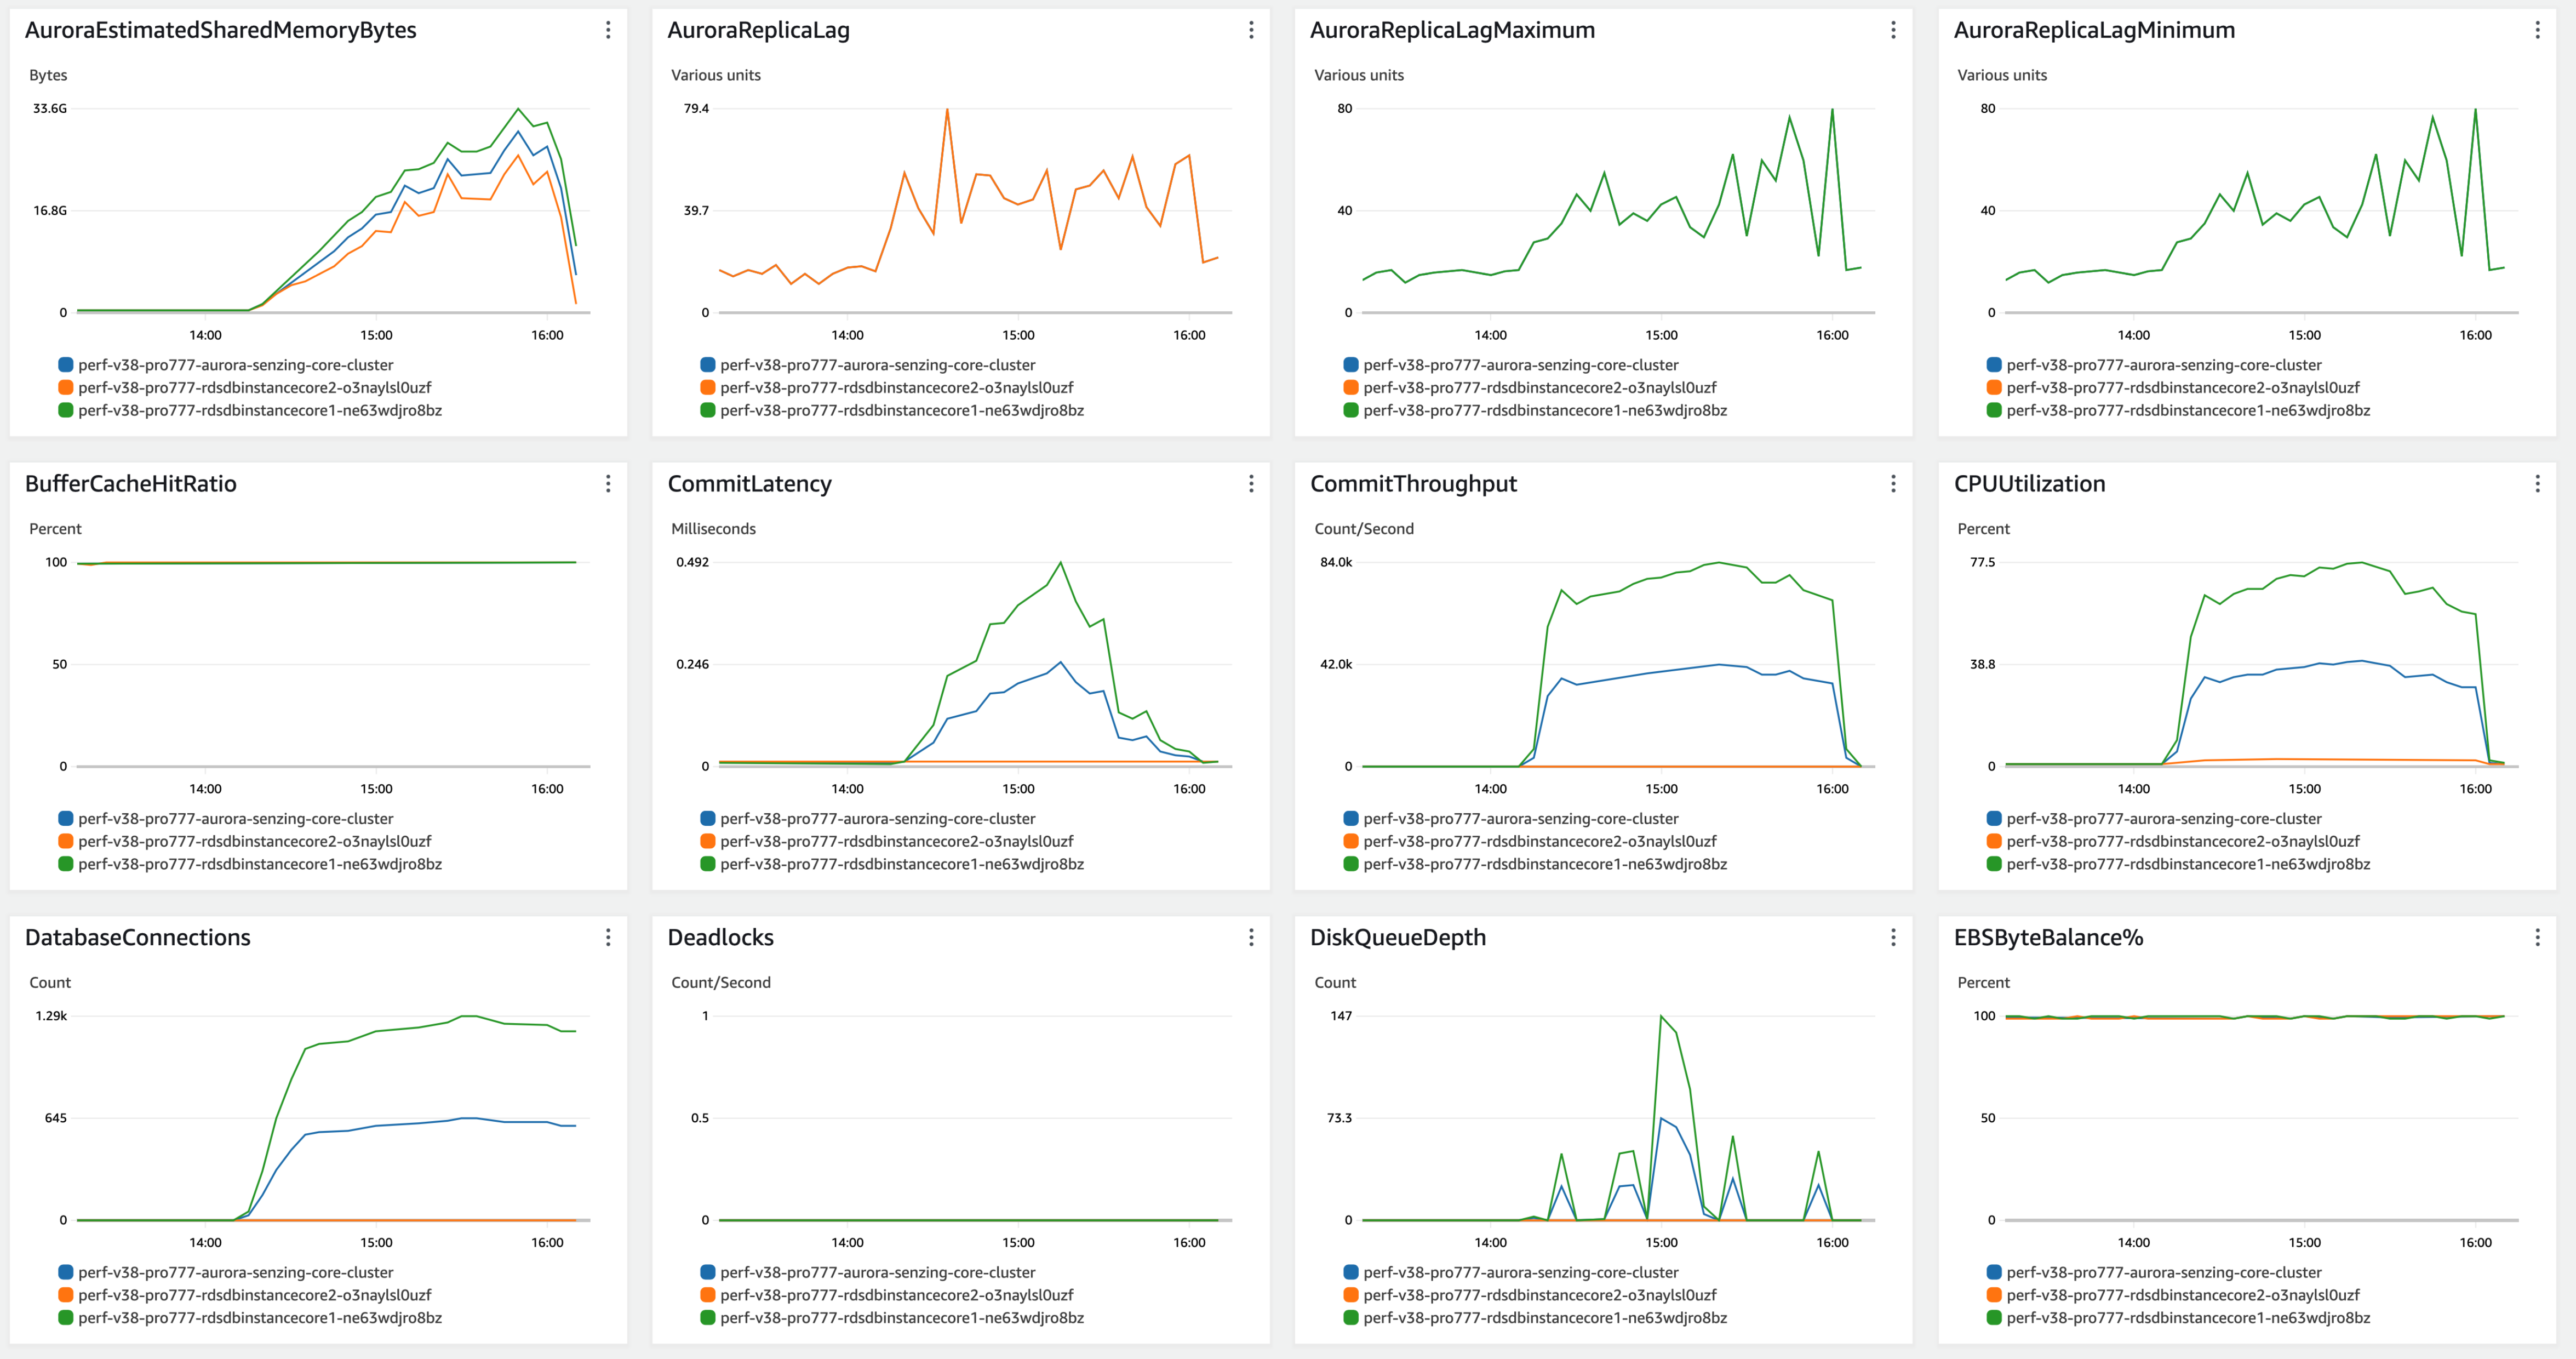 AuroraEstimatedSharedMemoryBytes
Bytes
33.6G
16.8G
0
14:00 15:00 16:00
perf-v38-pro777-aurora-senzing-core-cluster
perf-v38-pro777-rdsdbinstancecore2-o3naylsl0uzf
perf-v38-pro777-rdsdbinstancecore1-ne63wdjro8bz
AuroraReplicaLag
Various units
79.4
39.7
0
14:00 15:00 16:00
perf-v38-pro777-aurora-senzing-core-cluster
perf-v38-pro777-rdsdbinstancecore2-o3naylsl0uzf
perf-v38-pro777-rdsdbinstancecore1-ne63wdjro8bz
AuroraReplicaLagMaximum
Various units
80
40
0
14:00 15:00 16:00
perf-v38-pro777-aurora-senzing-core-cluster
perf-v38-pro777-rdsdbinstancecore2-o3naylsl0uzf
perf-v38-pro777-rdsdbinstancecore1-ne63wdjro8bz
AuroraReplicaLagMinimum
Various units
80
40
0
14:00 15:00 16:00
perf-v38-pro777-aurora-senzing-core-cluster
perf-v38-pro777-rdsdbinstancecore2-o3naylsl0uzf
perf-v38-pro777-rdsdbinstancecore1-ne63wdjro8bz
BufferCacheHitRatio
Percent
100
50
0
14:00 15:00 16:00
perf-v38-pro777-aurora-senzing-core-cluster
perf-v38-pro777-rdsdbinstancecore2-o3naylsl0uzf
perf-v38-pro777-rdsdbinstancecore1-ne63wdjro8bz
CommitLatency
Milliseconds
0.492
0.246
0
14:00 15:00 16:00
perf-v38-pro777-aurora-senzing-core-cluster
perf-v38-pro777-rdsdbinstancecore2-o3naylsl0uzf
perf-v38-pro777-rdsdbinstancecore1-ne63wdjro8bz
CommitThroughput
Count/Second
84.0k
42.0k
0
14:00 15:00 16:00
perf-v38-pro777-aurora-senzing-core-cluster
perf-v38-pro777-rdsdbinstancecore2-o3naylsl0uzf
perf-v38-pro777-rdsdbinstancecore1-ne63wdjro8bz
CPUUtilization
Percent
77.5
38.8
0
14:00 15:00 16:00
perf-v38-pro777-aurora-senzing-core-cluster
perf-v38-pro777-rdsdbinstancecore2-o3naylsl0uzf
perf-v38-pro777-rdsdbinstancecore1-ne63wdjro8bz
DatabaseConnections
Count
1.29k
645
0
14:00 15:00 16:00
perf-v38-pro777-aurora-senzing-core-cluster
perf-v38-pro777-rdsdbinstancecore2-o3naylsl0uzf
perf-v38-pro777-rdsdbinstancecore1-ne63wdjro8bz
Deadlocks
Count/Second
1
0.5
0
14:00 15:00 16:00
perf-v38-pro777-aurora-senzing-core-cluster
perf-v38-pro777-rdsdbinstancecore2-o3naylsl0uzf
perf-v38-pro777-rdsdbinstancecore1-ne63wdjro8bz
DiskQueueDepth
Count
147
73.3
0
14:00 15:00 16:00
perf-v38-pro777-aurora-senzing-core-cluster
perf-v38-pro777-rdsdbinstancecore2-o3naylsl0uzf
perf-v38-pro777-rdsdbinstancecore1-ne63wdjro8bz
EBSByteBalance%
Percent
100
50
0
14:00 15:00 16:00
perf-v38-pro777-aurora-senzing-core-cluster
perf-v38-pro777-rdsdbinstancecore2-o3naylsl0uzf
perf-v38-pro777-rdsdbinstancecore1-ne63wdjro8bz